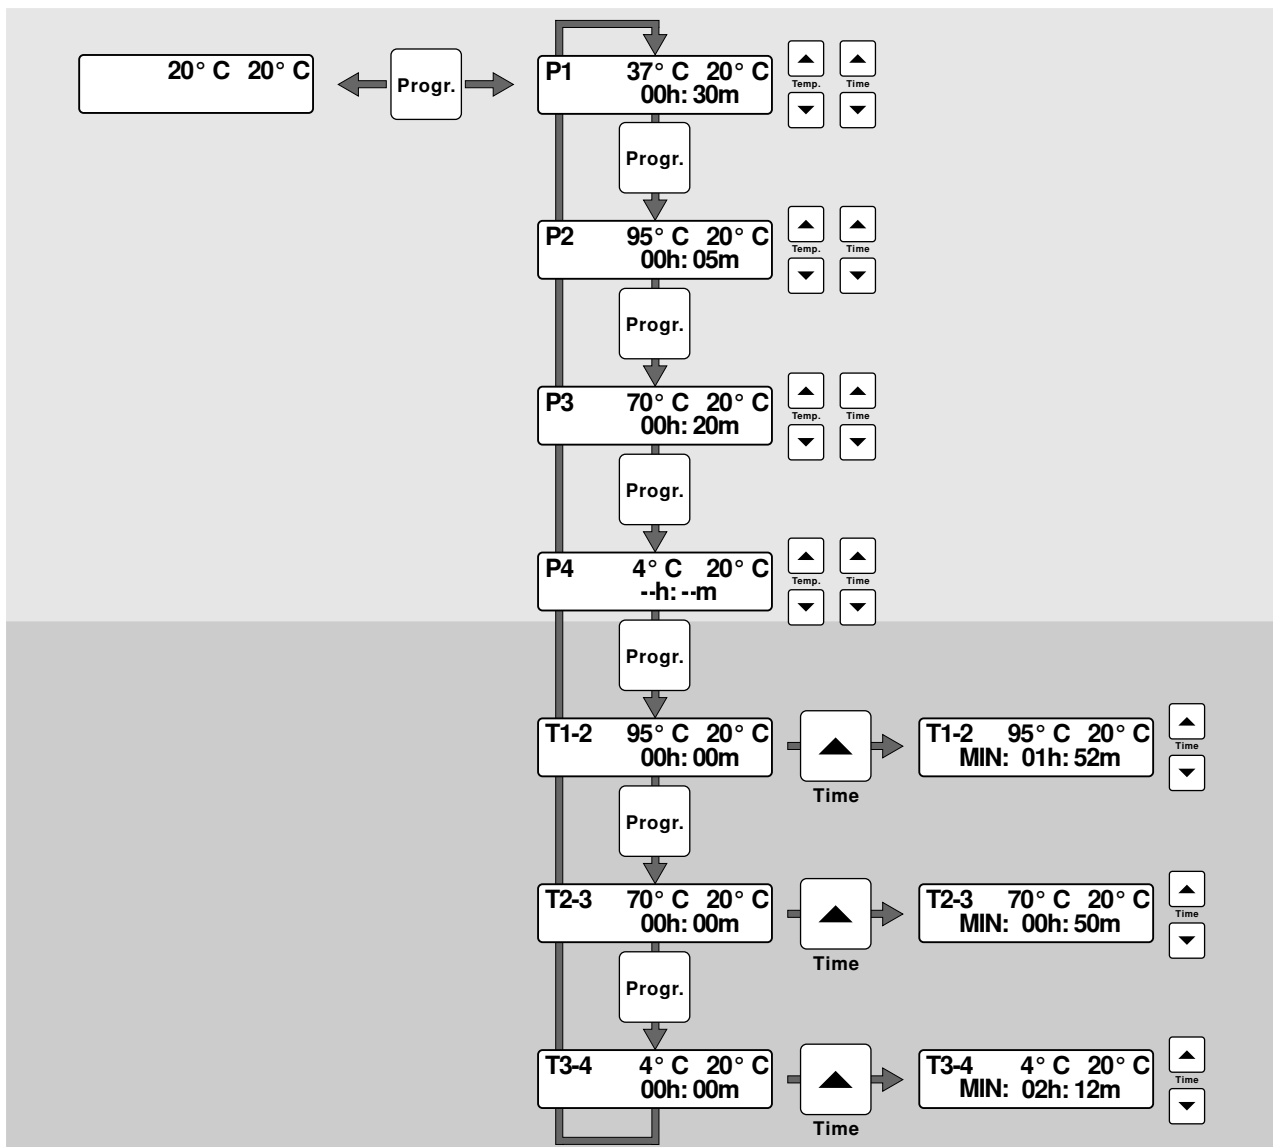 20° C 20° C
Progr.
P1 37° C 20° C
00h: 30m
Temp. Time
Progr.
P2 95° C 20° C
00h: 05m
Temp. Time
Progr.
P3 70° C 20° C
00h: 20m
Temp. Time
Progr.
P4 4° C 20° C
--h: --m
Temp. Time
Progr.
T1-2 95° C 20° C
00h: 00m
Time
T1-2 95° C 20° C
MIN: 01h: 52m
Time
Progr.
T2-3 70° C 20° C
00h: 00m
Time
T2-3 70° C 20° C
MIN: 00h: 50m
Time
Progr.
T3-4 4° C 20° C
00h: 00m
Time
T3-4 4° C 20° C
MIN: 02h: 12m
Time